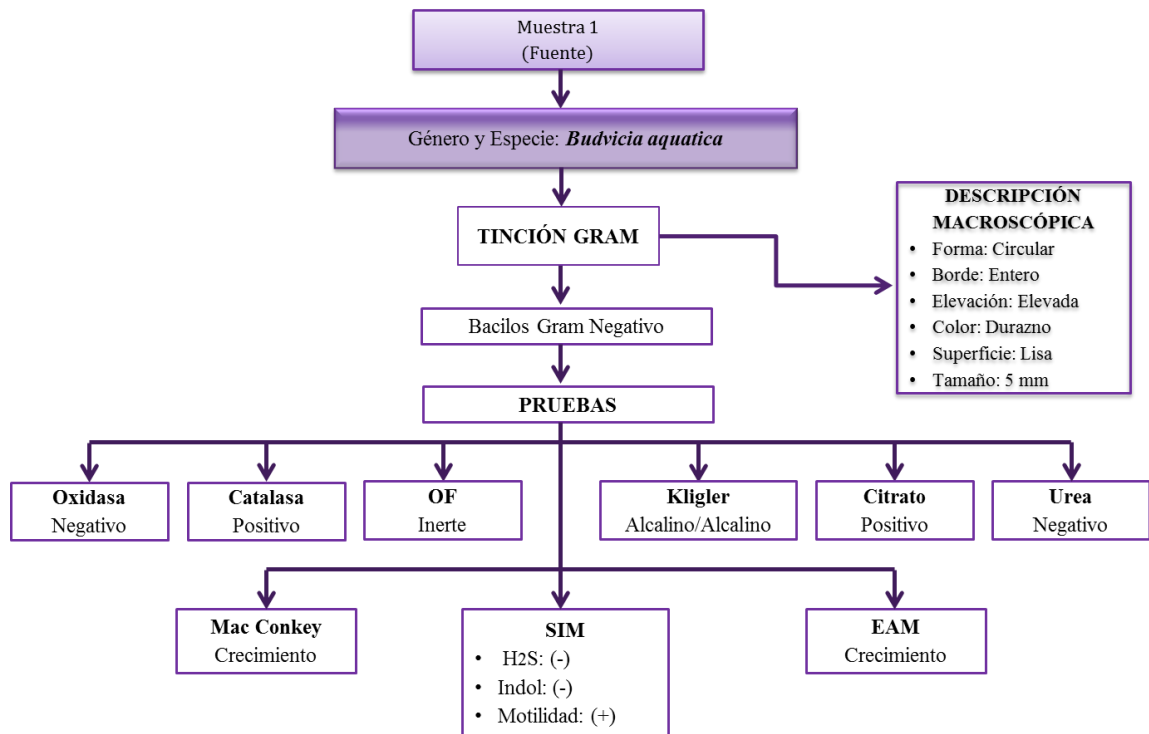 Muestra 1
(Fuente)
Género y Especie: Budvicia aquatica
TINCIÓN GRAM
DESCRIPCIÓN
MACROSCÓPICA
• Forma: Circular
• Borde: Entero
• Elevación: Elevada
• Color: Durazno
• Superficie: Lisa
• Tamaño: 5 mm
Bacilos Gram Negativo
PRUEBAS
Oxidasa
Negativo
Catalasa
Positivo
OF
Inerte
Kligler
Alcalino/Alcalino
Citrato
Positivo
Urea
Negativo
Mac Conkey
Crecimiento
SIM
• H2S: (-)
• Indol: (-)
• Motilidad: (+)
EAM
Crecimiento